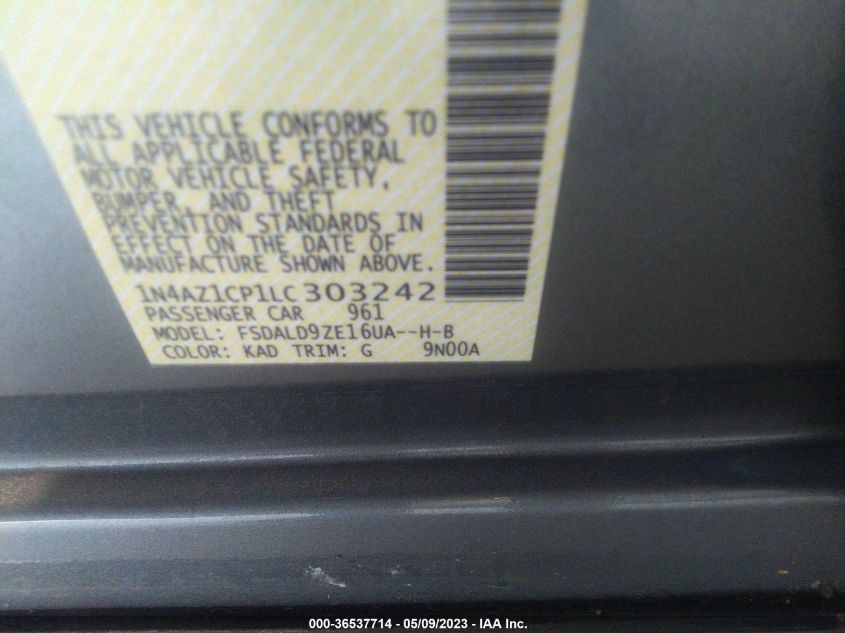 THIS VEHICLE CONFORMS TO
ALL APPLICABLE FEDERAL
MOTOR VEHICLE SAFETY,
BUMPER, AND THEFT
PREVENTION STANDARDS IN
EFFECT ON THE DATE OF
MANUFACTURE SHOWN ABOVE.
1N4AZ1CP1LC303242
PASSENGER CAR 961
MODEL: FSDALD9ZE16UA--H-B
COLOR: KAD TRIM: G 9N00A
000-36537714 - 05/09/2023 - IAA Inc.